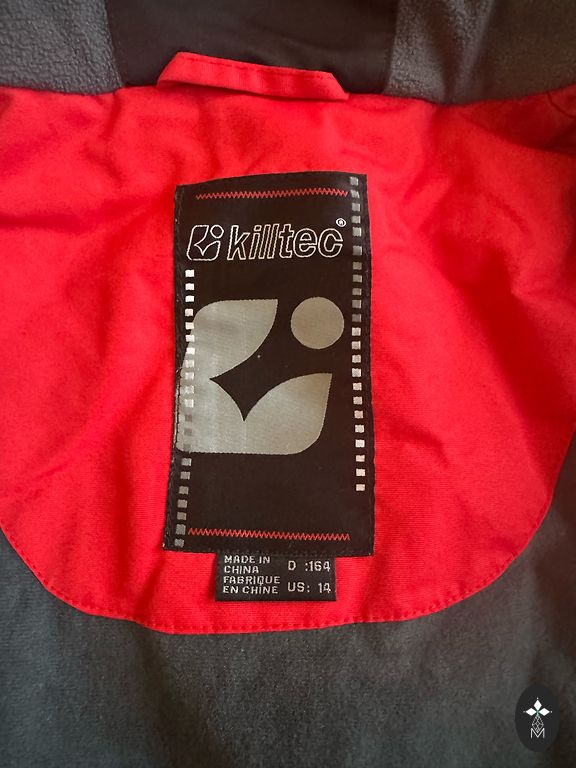 killtec®
MADE IN CHINA D :164
FABRIQUE EN CHINE US: 14
M